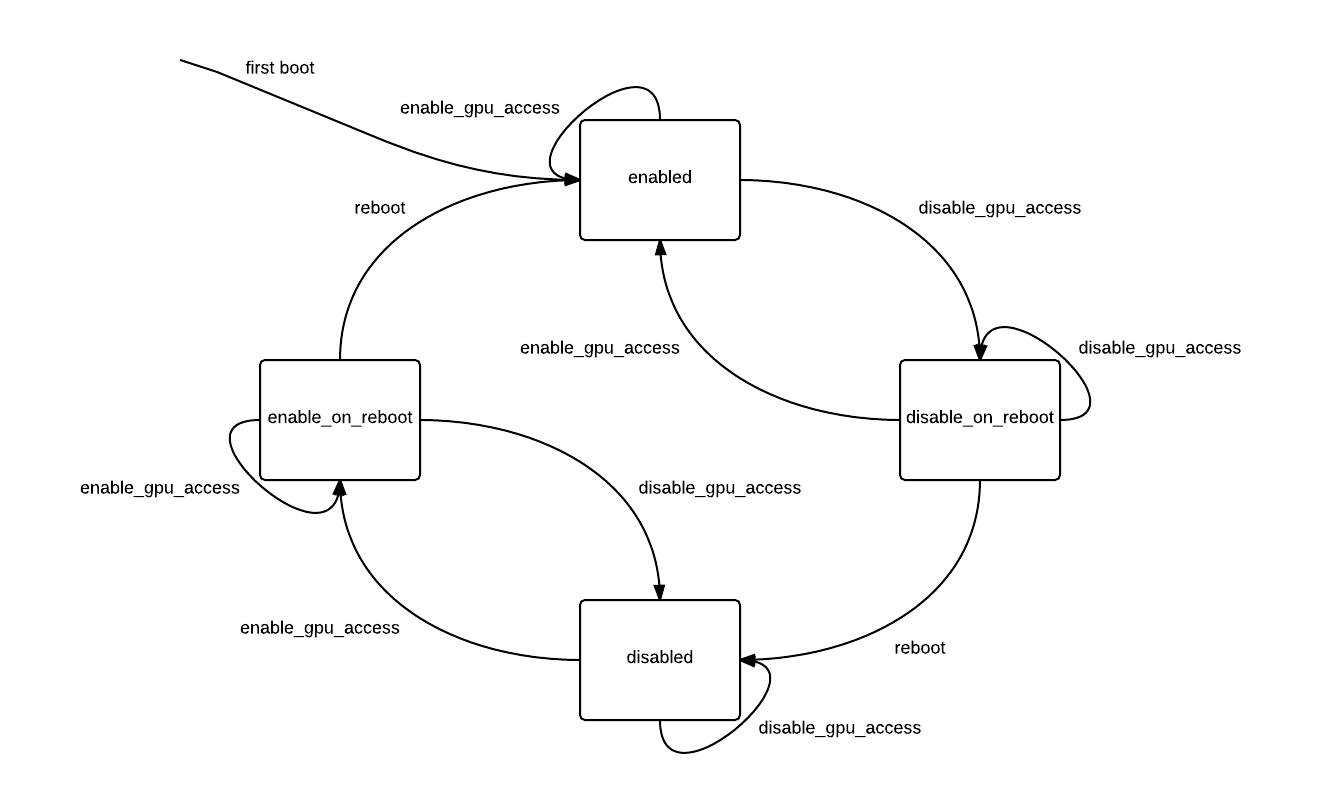 first boot
enable_gpu_access
enabled
reboot
disable_gpu_access
enable_gpu_access
disable_gpu_access
enable_on_reboot
disable_on_reboot
enable_gpu_access
disable_gpu_access
enable_gpu_access
disabled
reboot
disable_gpu_access